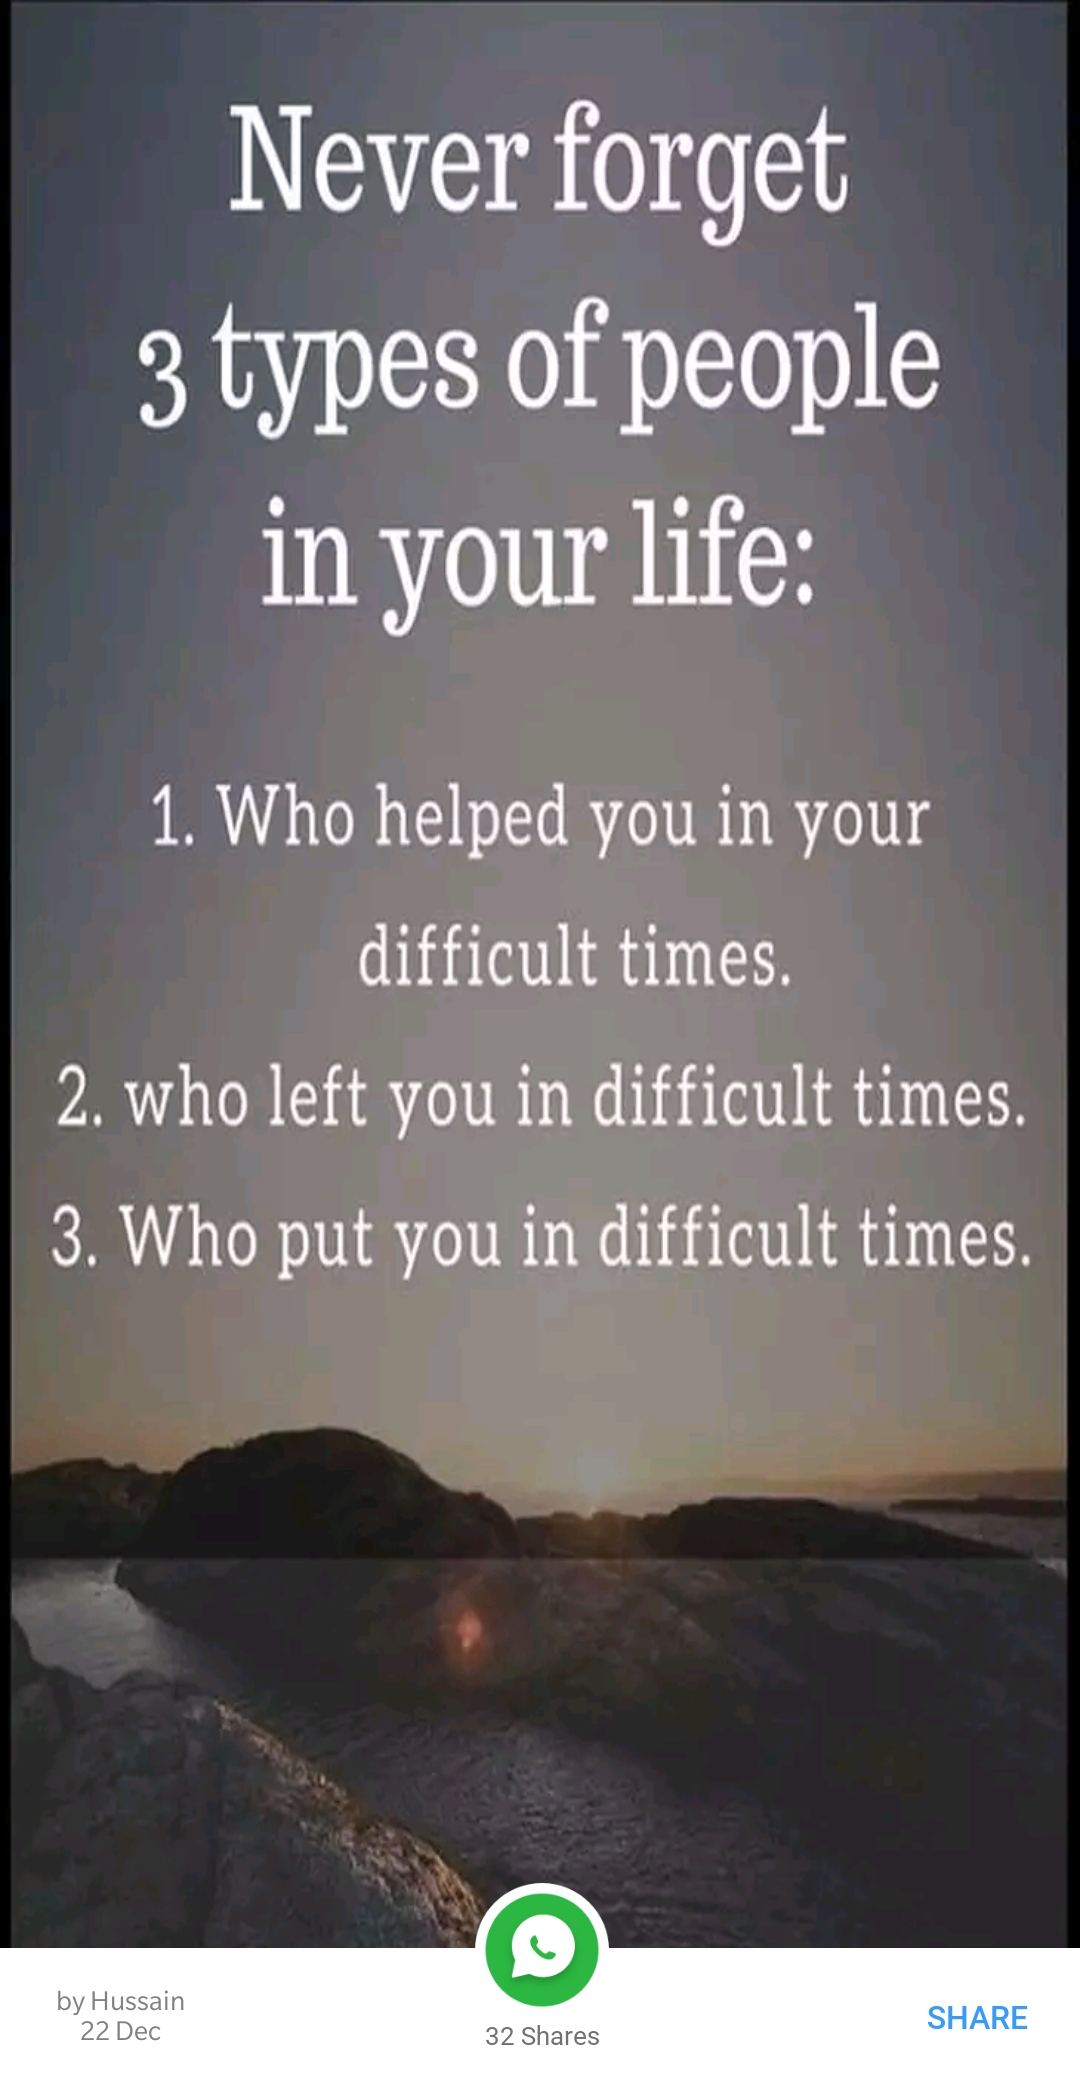 Never forget
3 types of people
in your life:
1. Who helped you in your
difficult times.
2. who left you in difficult times.
3. Who put you in difficult times.
by Hussain
22 Dec
32 Shares
SHARE